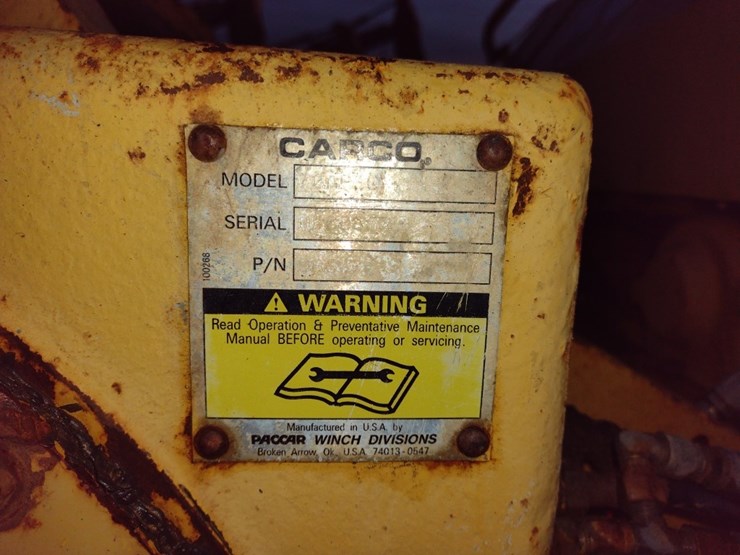 CARCO®
MODEL
SERIAL
P/N
100268
⚠ WARNING
Read Operation & Preventative Maintenance
Manual BEFORE operating or servicing.
Manufactured in U.S.A. by
PACCAR WINCH DIVISIONS
Broken Arrow, Ok. U.S.A. 74013-0547